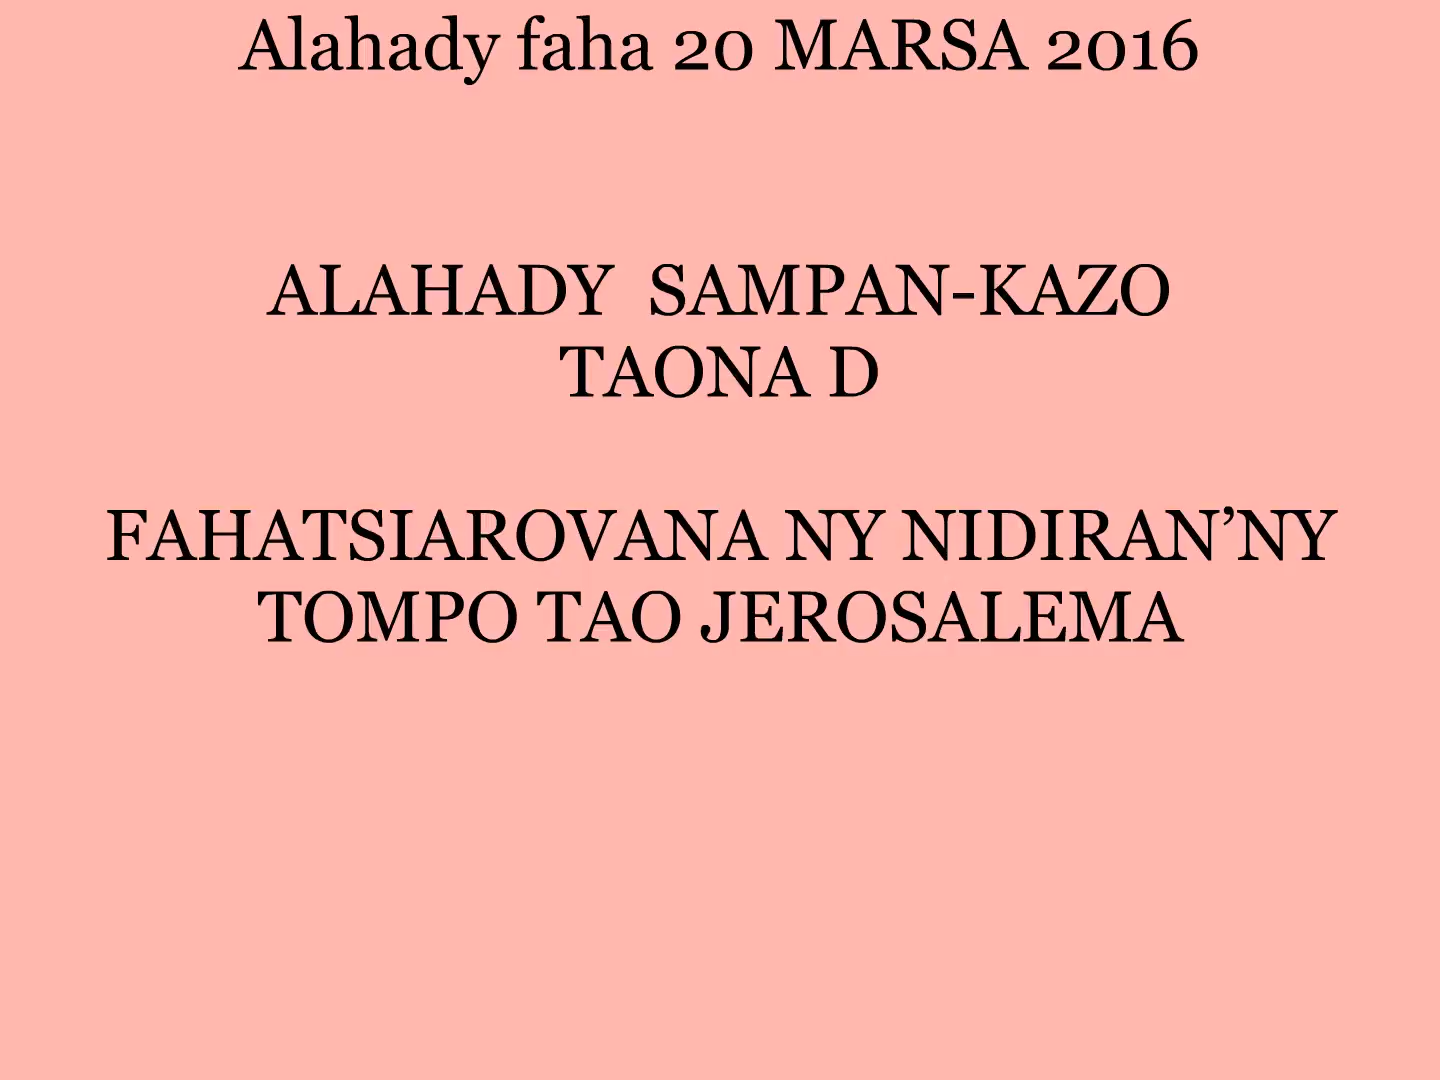 Alahady faha 20 MARSA 2016
ALAHADY SAMPAN-KAZO
TAONA D
FAHATSIAROVANA NY NIDIRAN’NY
TOMPO TAO JEROSALEMA